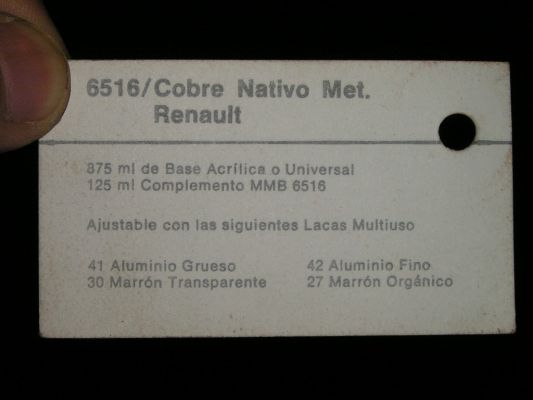 6516/Cobre Nativo Met.
Renault
875 ml de Base Acrílica o Universal
125 ml Complemento MMB 6516
Ajustable con las siguientes Lacas Multiuso
41 Aluminio Grueso 42 Aluminio Fino
30 Marrón Transparente 27 Marrón Orgánico